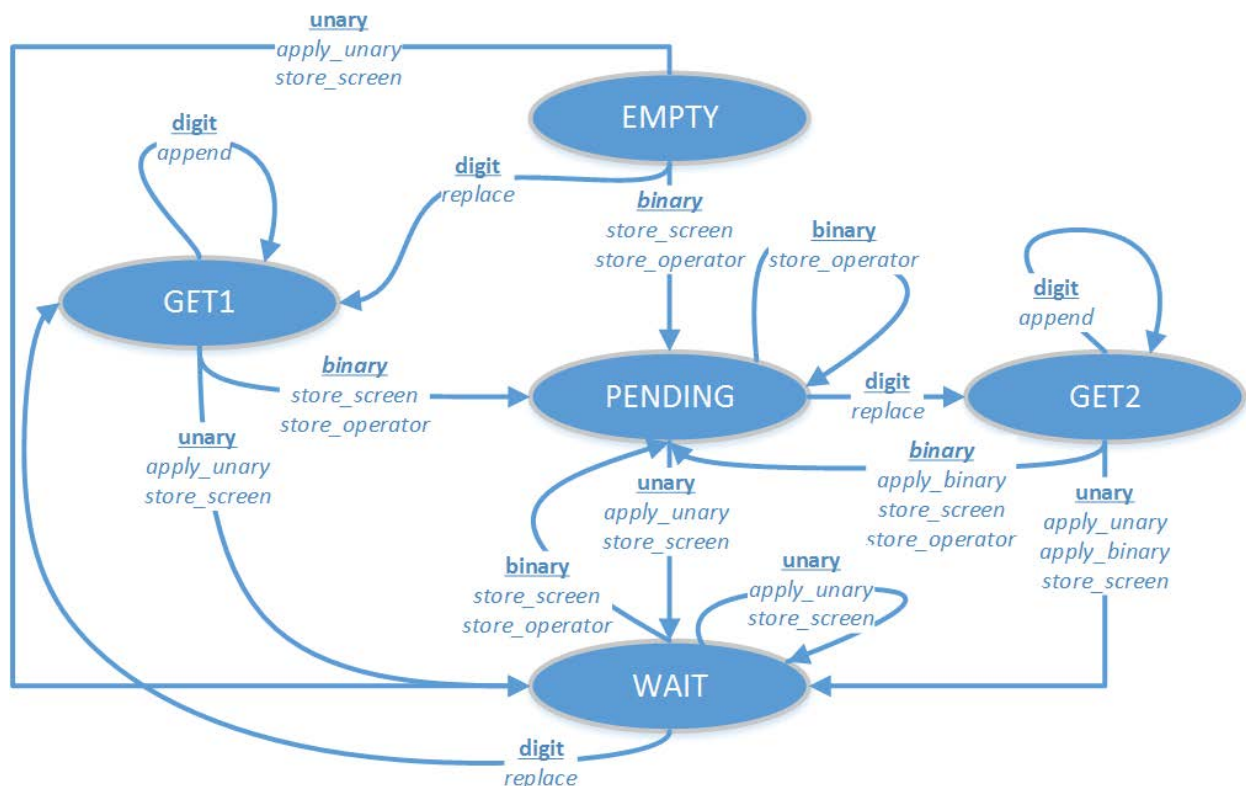 unary
apply_unary
store_screen
EMPTY
digit
append
digit
replace
binary
store_screen
store_operator
binary
store_operator
GET1
digit
append
binary
store_screen
store_operator
PENDING
digit
replace
GET2
unary
apply_unary
store_screen
unary
apply_unary
store_screen
binary
apply_binary
store_screen
store_operator
unary
apply_unary
apply_binary
store_screen
binary
store_screen
store_operator
unary
apply_unary
store_screen
WAIT
digit
replace